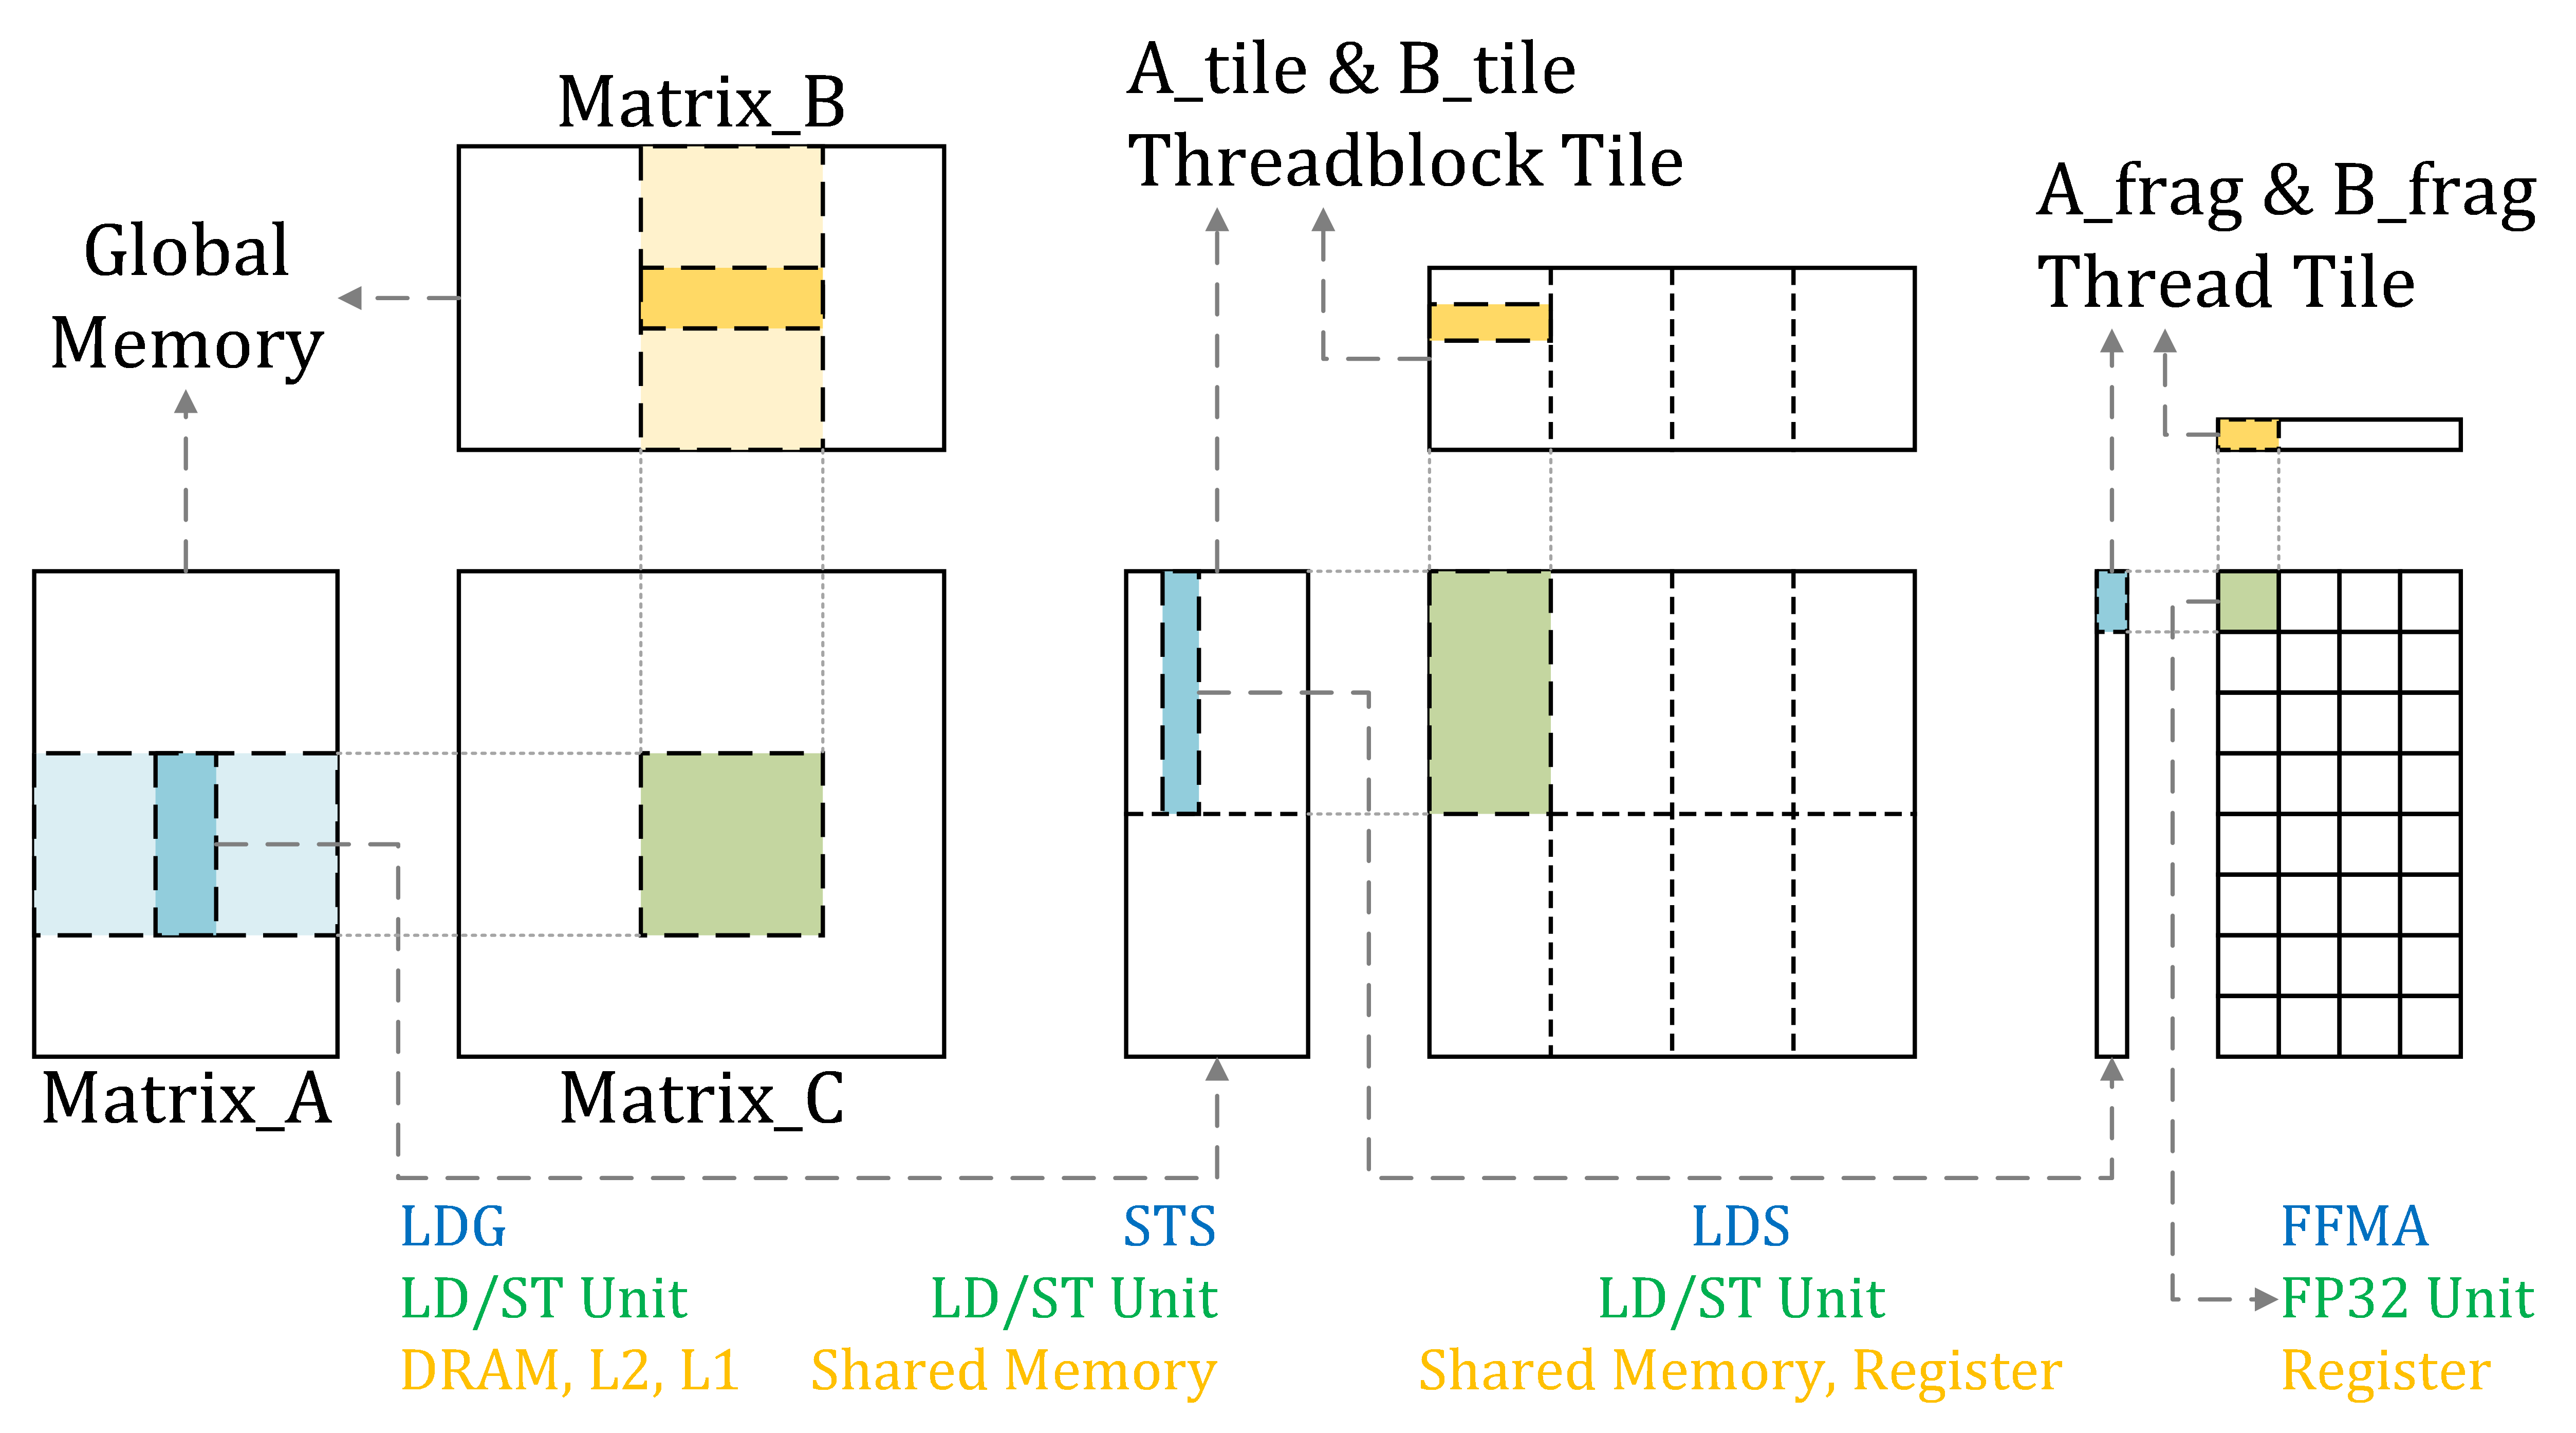 Matrix_B
Global
Memory
Matrix_A
Matrix_C
A_tile & B_tile
Threadblock Tile
A_frag & B_frag
Thread Tile
LDG
LD/ST Unit
DRAM, L2, L1
STS
LD/ST Unit
Shared Memory
LDS
LD/ST Unit
Shared Memory, Register
FFMA
FP32 Unit
Register